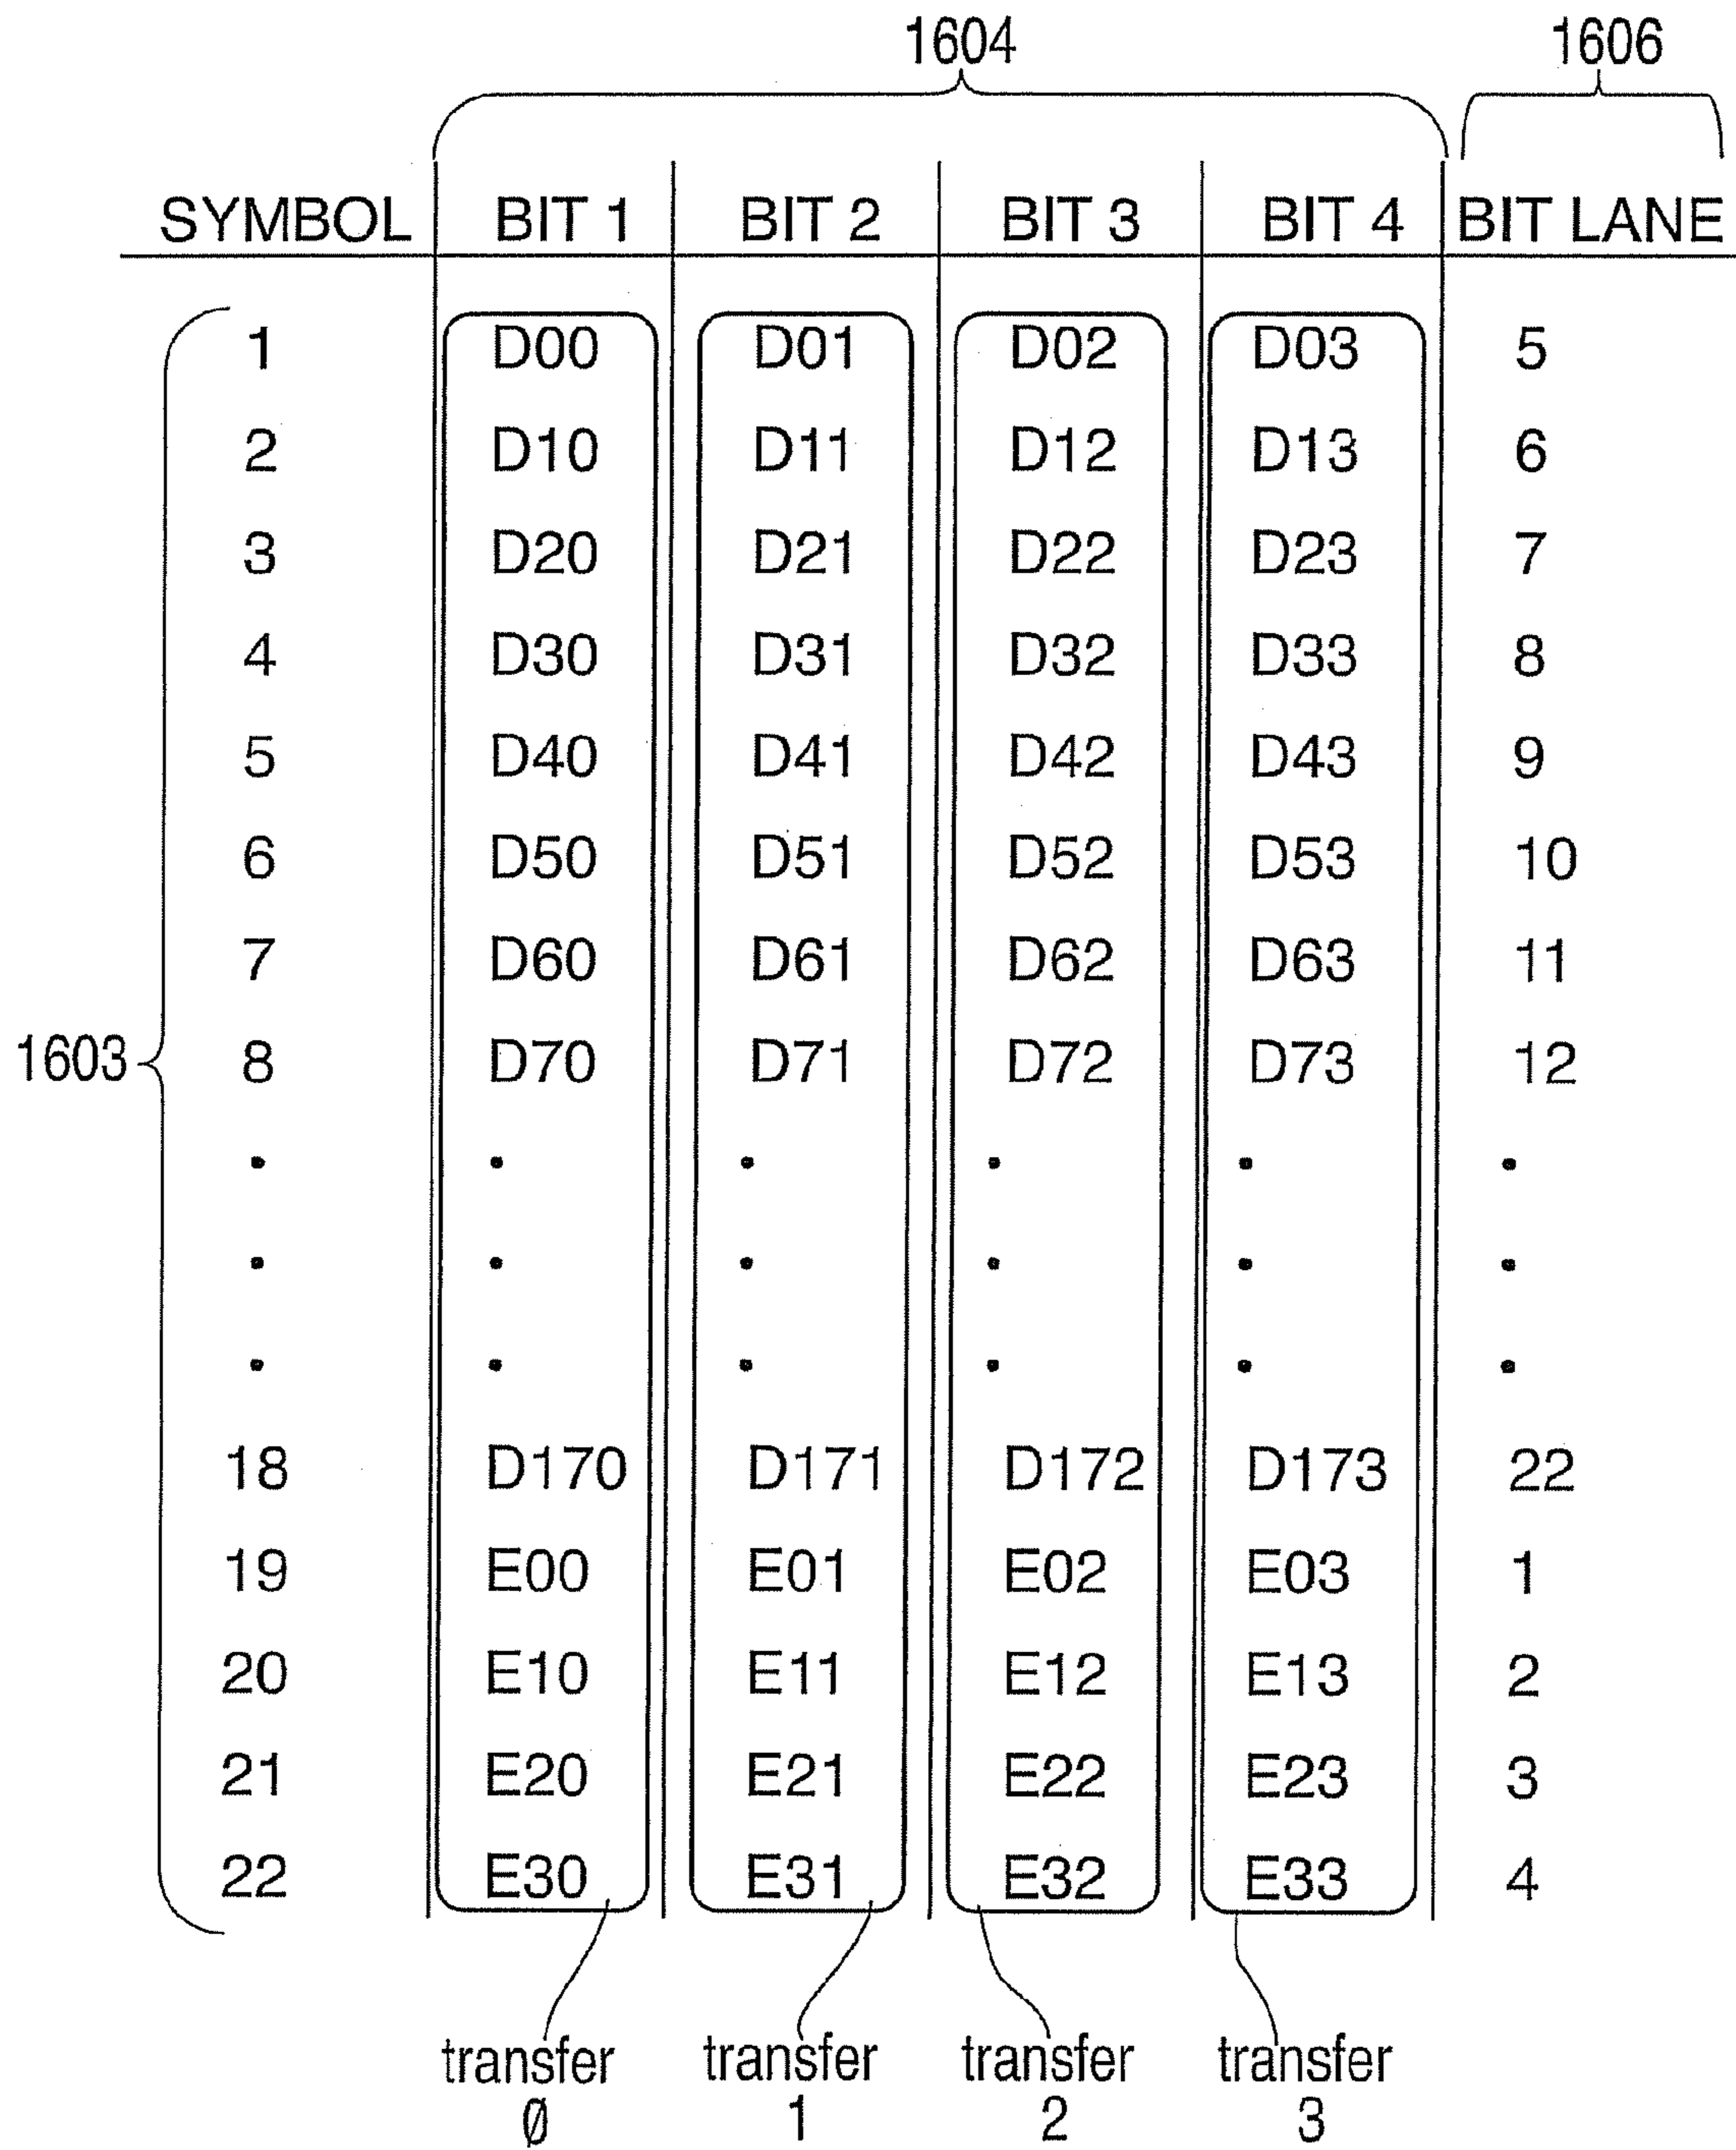 1604 1606
SYMBOL BIT 1 BIT 2 BIT 3 BIT 4 BIT LANE
1 D00 D01 D02 D03 5
2 D10 D11 D12 D13 6
3 D20 D21 D22 D23 7
4 D30 D31 D32 D33 8
5 D40 D41 D42 D43 9
6 D50 D51 D52 D53 10
7 D60 D61 D62 D63 11
1603 8 D70 D71 D72 D73 12
. . . . . .
. . . . . .
. . . . . .
18 D170 D171 D172 D173 22
19 E00 E01 E02 E03 1
20 E10 E11 E12 E13 2
21 E20 E21 E22 E23 3
22 E30 E31 E32 E33 4
transfer transfer transfer transfer
0 1 2 3